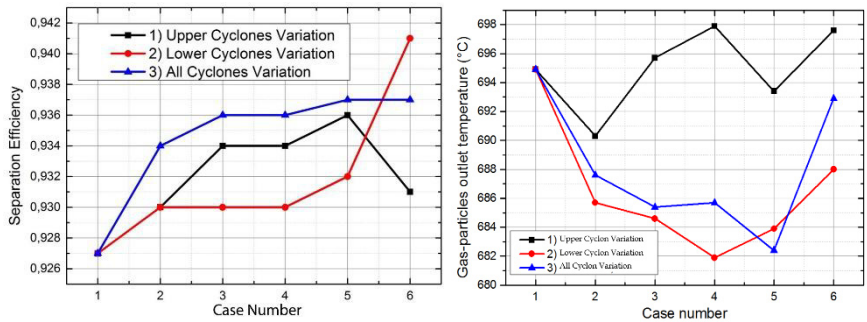 0,942
0,940
0,938
0,936
0,934
0,932
0,930
0,928
0,926
Separation Efficiency
1) Upper Cyclones Variation
2) Lower Cyclones Variation
3) All Cyclones Variation
1 2 3 4 5 6
Case Number
698
696
694
692
690
688
686
684
682
680
Gas-particles outlet temperature (°C)
1) Upper Cyclon Variation
2) Lower Cyclon Variation
3) All Cyclon Variation
1 2 3 4 5 6
Case number